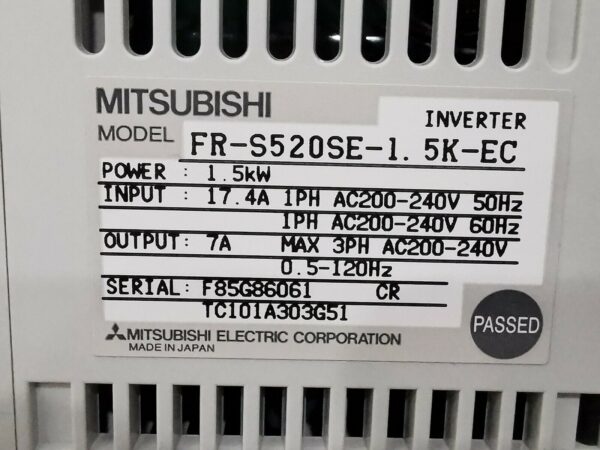 MITSUBISHI
INVERTER
MODEL FR-S520SE-1.5K-EC
POWER : 1.5kW
INPUT : 17.4A 1PH AC200-240V 50Hz
1PH AC200-240V 60Hz
OUTPUT: 7A MAX 3PH AC200-240V
0.5-120Hz
SERIAL: F85G86061 CR
TC101A303G51
PASSED
MITSUBISHI ELECTRIC CORPORATION
MADE IN JAPAN